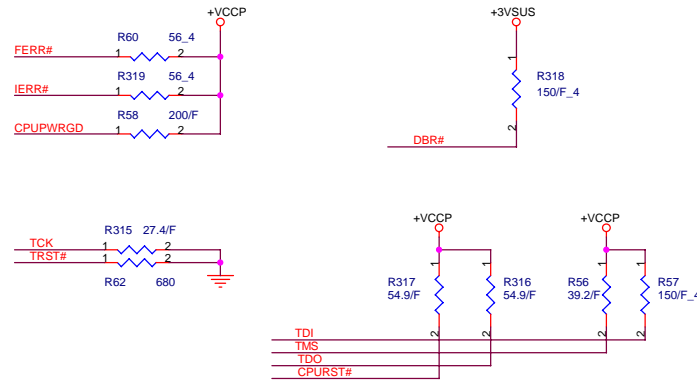 +VCCP
R60 56_4
FERR# 1 2
R319 56_4
IERR# 1 2
R58 200/F
CPUPWRGD 1 2
+3VSUS
1
R318
150/F_4
2
DBR#
R315 27.4/F
TCK 1 2
TRST# 1 2
R62 680
+VCCP
1 1
R317 R316
54.9/F 54.9/F
2 2
+VCCP
1 1
R56 R57
39.2/F 150/F_4
2 2
TDI
TMS
TDO
CPURST#